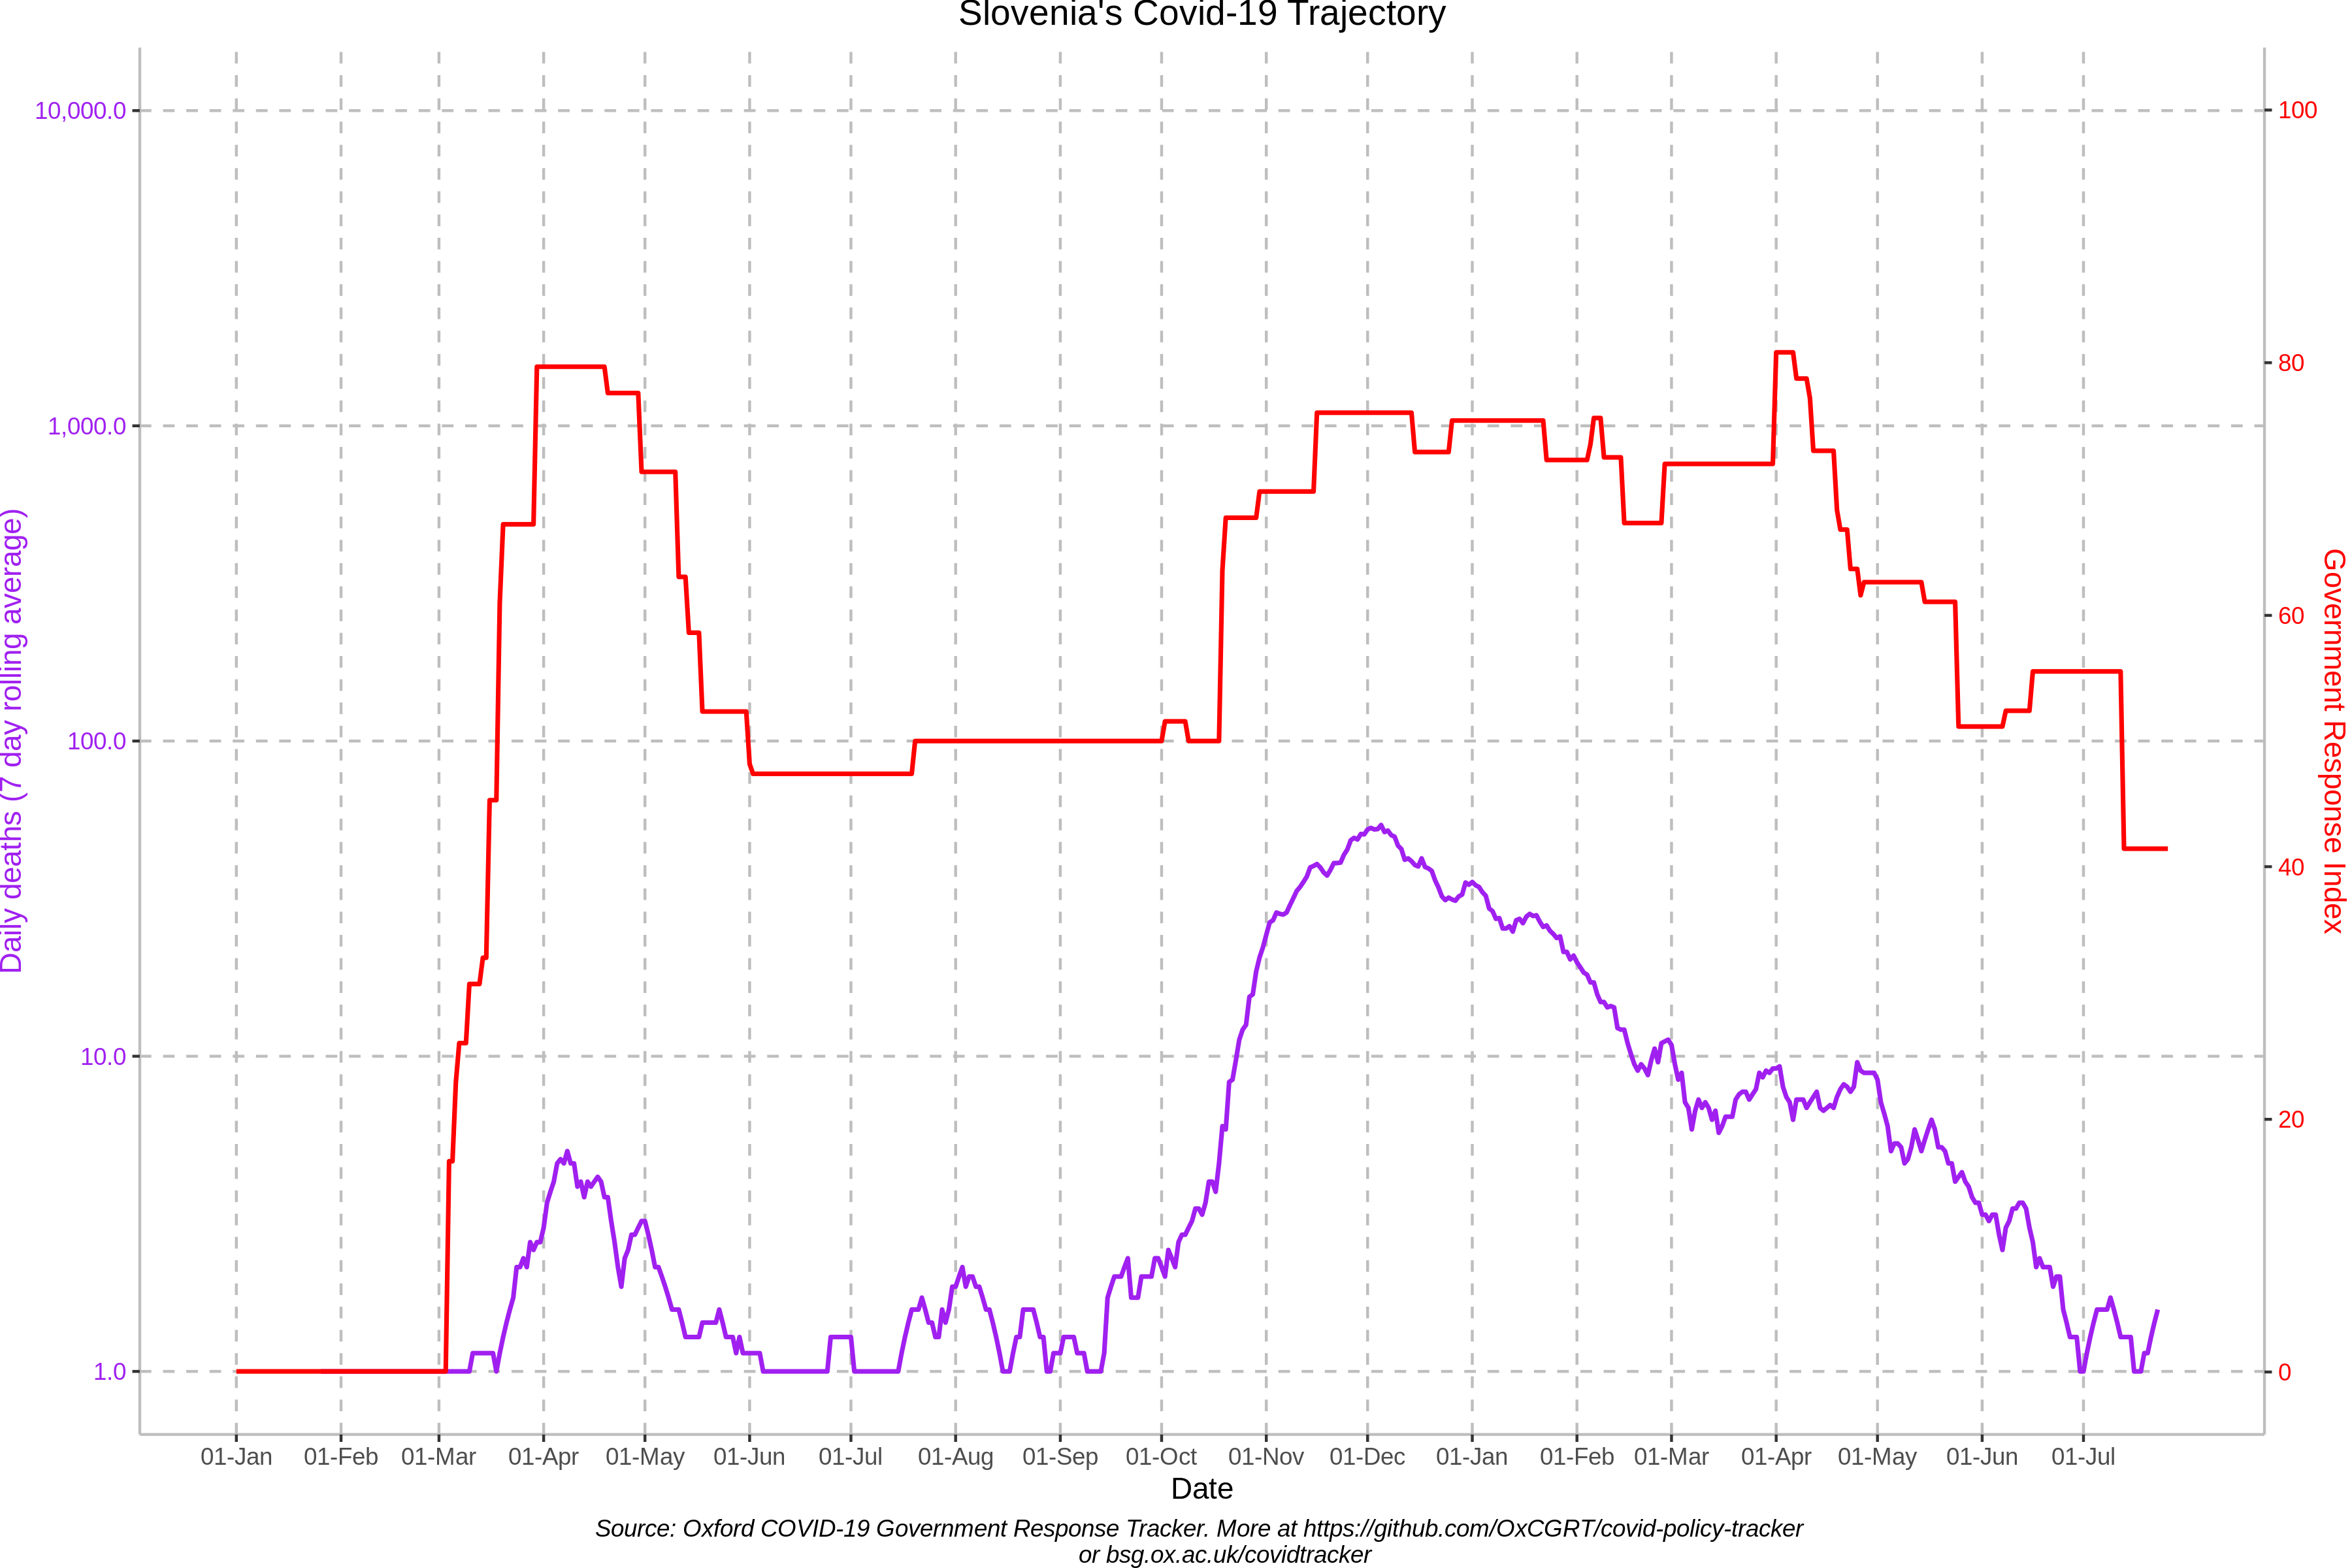 Slovenia's Covid-19 Trajectory
10,000.0
1,000.0
100.0
10.0
1.0
Daily deaths (7 day rolling average)
100
80
60
40
20
0
Government Response Index
01-Jan 01-Feb 01-Mar 01-Apr 01-May 01-Jun 01-Jul 01-Aug 01-Sep 01-Oct 01-Nov 01-Dec 01-Jan 01-Feb 01-Mar 01-Apr 01-May 01-Jun 01-Jul
Date
Source: Oxford COVID-19 Government Response Tracker. More at https://github.com/OxCGRT/covid-policy-tracker
or bsg.ox.ac.uk/covidtracker